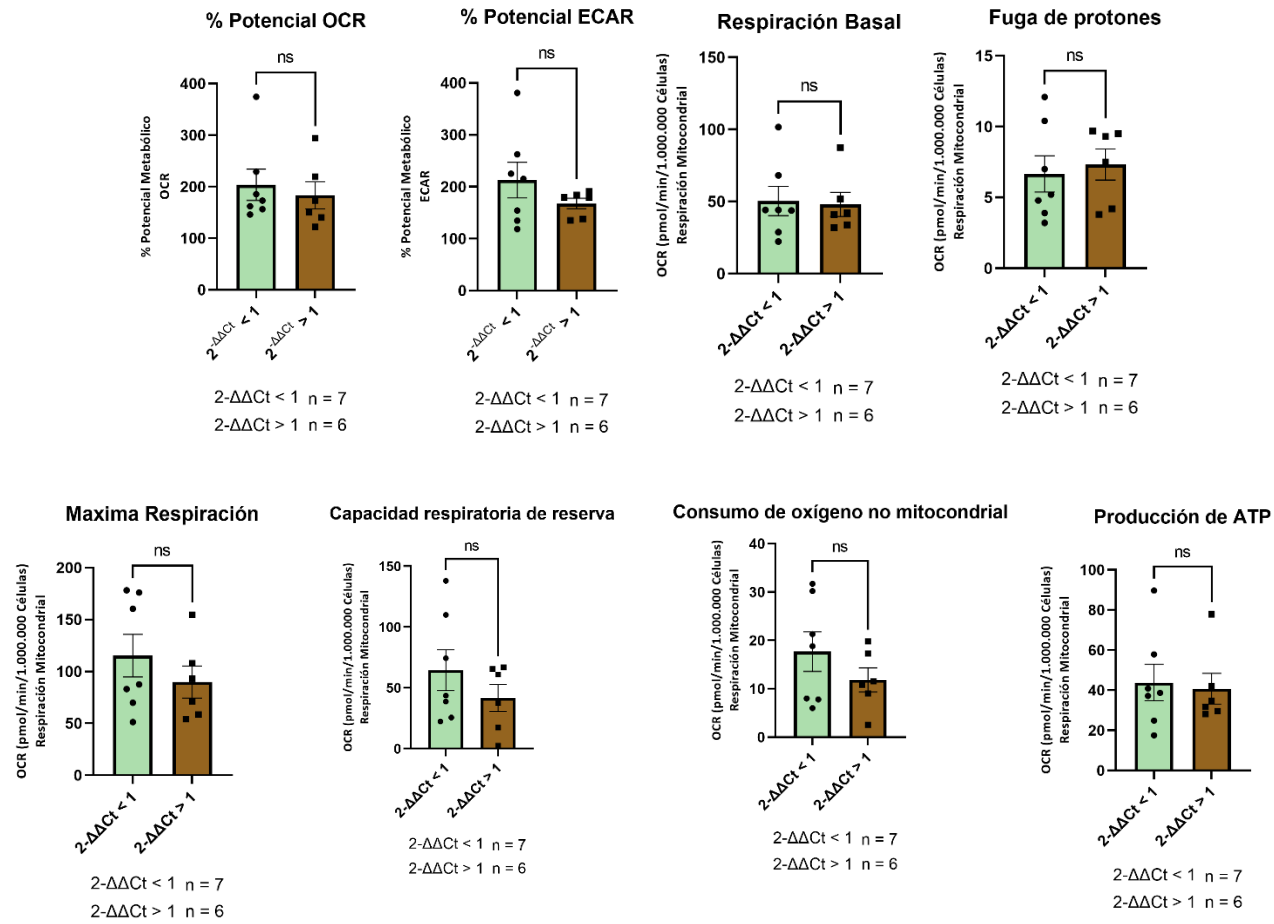 % Potencial OCR
ns
% Potencial Metabólico
OCR
400
300
200
100
0
2^-ΔΔCt < 1
2^-ΔΔCt > 1
2-ΔΔCt < 1 n = 7
2-ΔΔCt > 1 n = 6
% Potencial ECAR
ns
% Potencial Metabólico
ECAR
400
300
200
100
0
2^-ΔΔCt < 1
2^-ΔΔCt > 1
2-ΔΔCt < 1 n = 7
2-ΔΔCt > 1 n = 6
Respiración Basal
ns
OCR (pmol/min/1.000.000 Células)
Respiración Mitocondrial
150
100
50
0
2-ΔΔCt < 1
2-ΔΔCt > 1
2-ΔΔCt < 1 n = 7
2-ΔΔCt > 1 n = 6
Fuga de protones
ns
OCR (pmol/min/1.000.000 Células)
Respiración Mitocondrial
15
10
5
0
2-ΔΔCt < 1
2-ΔΔCt > 1
2-ΔΔCt < 1 n = 7
2-ΔΔCt > 1 n = 6
Maxima Respiración
ns
OCR (pmol/min/1.000.000 Células)
Respiración Mitocondrial
200
150
100
50
0
2-ΔΔCt < 1
2-ΔΔCt > 1
2-ΔΔCt < 1 n = 7
2-ΔΔCt > 1 n = 6
Capacidad respiratoria de reserva
ns
OCR (pmol/min/1.000.000 Células)
Respiración Mitocondrial
150
100
50
0
2-ΔΔCt < 1
2-ΔΔCt > 1
2-ΔΔCt < 1 n = 7
2-ΔΔCt > 1 n = 6
Consumo de oxígeno no mitocondrial
ns
OCR (pmol/min/1.000.000 Células)
Respiración Mitocondrial
40
30
20
10
0
2-ΔΔCt < 1
2-ΔΔCt > 1
2-ΔΔCt < 1 n = 7
2-ΔΔCt > 1 n = 6
Producción de ATP
ns
OCR (pmol/min/1.000.000 Células)
Respiración Mitocondrial
100
80
60
40
20
0
2-ΔΔCt < 1
2-ΔΔCt > 1
2-ΔΔCt < 1 n = 7
2-ΔΔCt > 1 n = 6